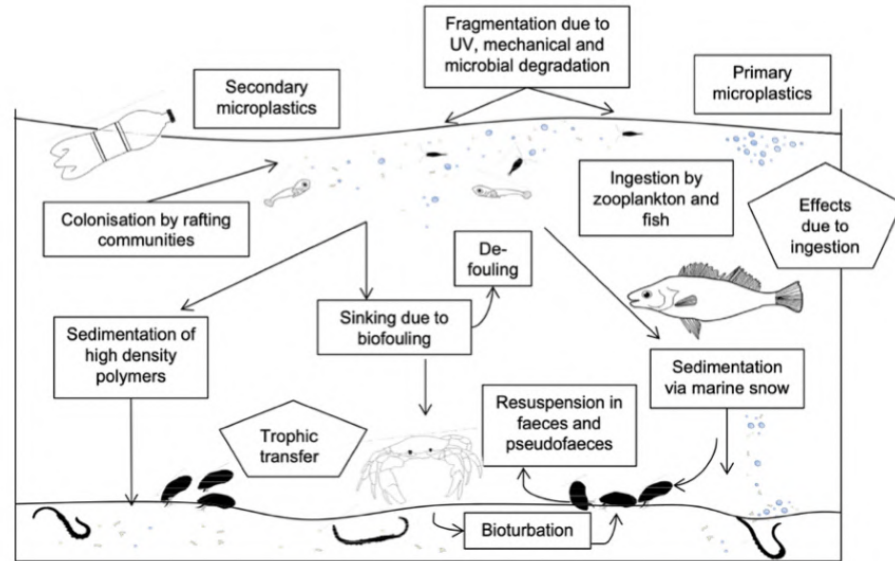 Fragmentation due to
UV, mechanical and
microbial degradation
Secondary
microplastics
Primary
microplastics
Colonisation by rafting
communities
Ingestion by
zooplankton and
fish
Effects
due to
ingestion
De-
fouling
Sedimentation of
high density
polymers
Sinking due to
biofouling
Sedimentation
via marine snow
Trophic
transfer
Resuspension in
faeces and
pseudofaeces
Bioturbation